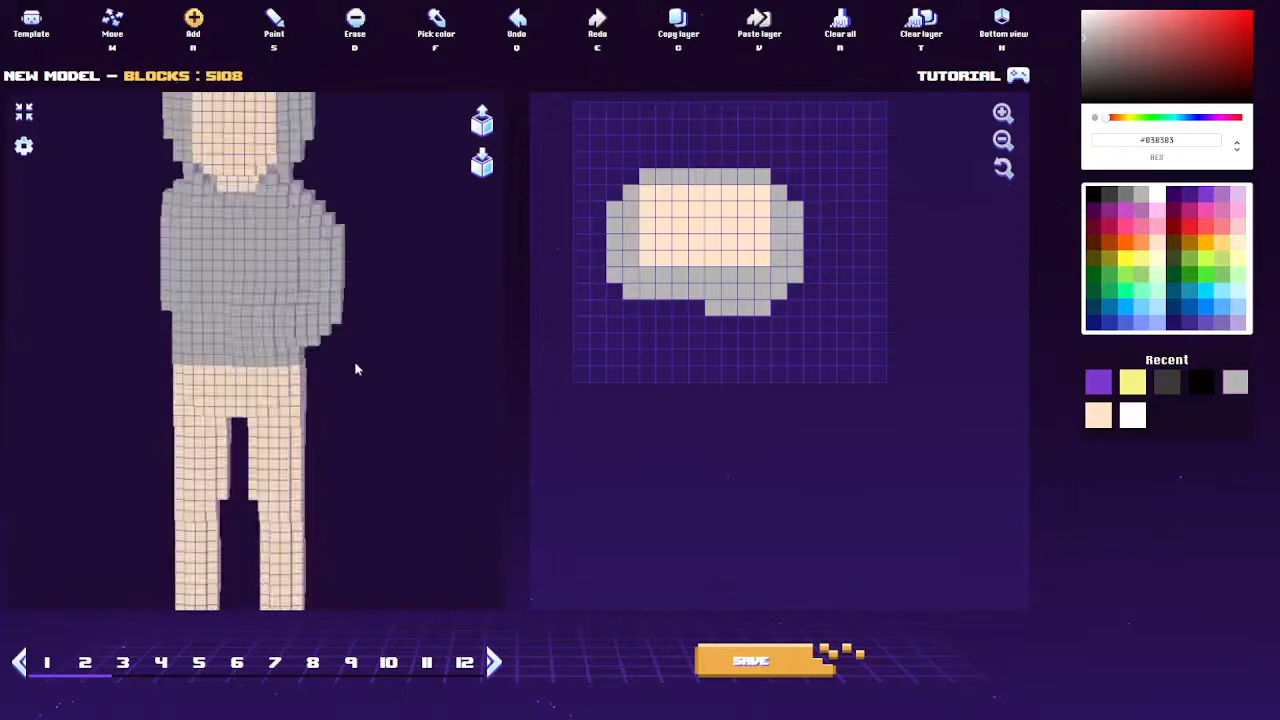 Template Move Add Paint Erase Pick color Undo Redo Copy layer Paste layer Clear all Clear layer Bottom view
W A S D F Q E C V R T H
NEW MODEL – BLOCKS : 5108
TUTORIAL
#030303
HEX
Recent
1 2 3 4 5 6 7 8 9 10 11 12
SAVE